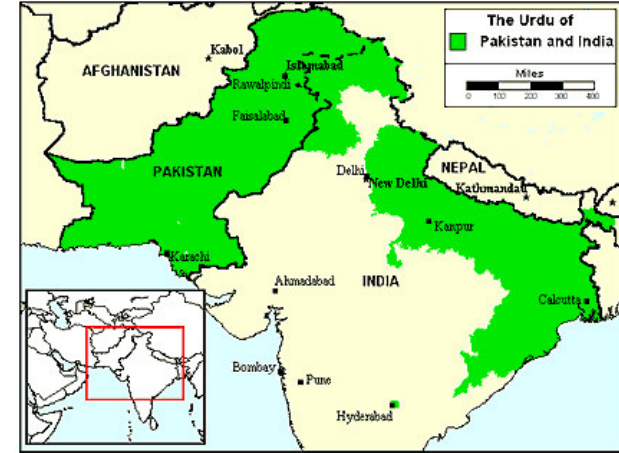 The Urdu of
Pakistan and India
Miles
0 100 200 300 400
Kabol
AFGHANISTAN
Islamabad
Rawalpindi
Faisalabad
PAKISTAN
NEPAL
Delhi
New Delhi
Kathmandau
Kanpur
Karachi
Ahmadabad
INDIA
Calcutta
Bombay
Pune
Hyderabad